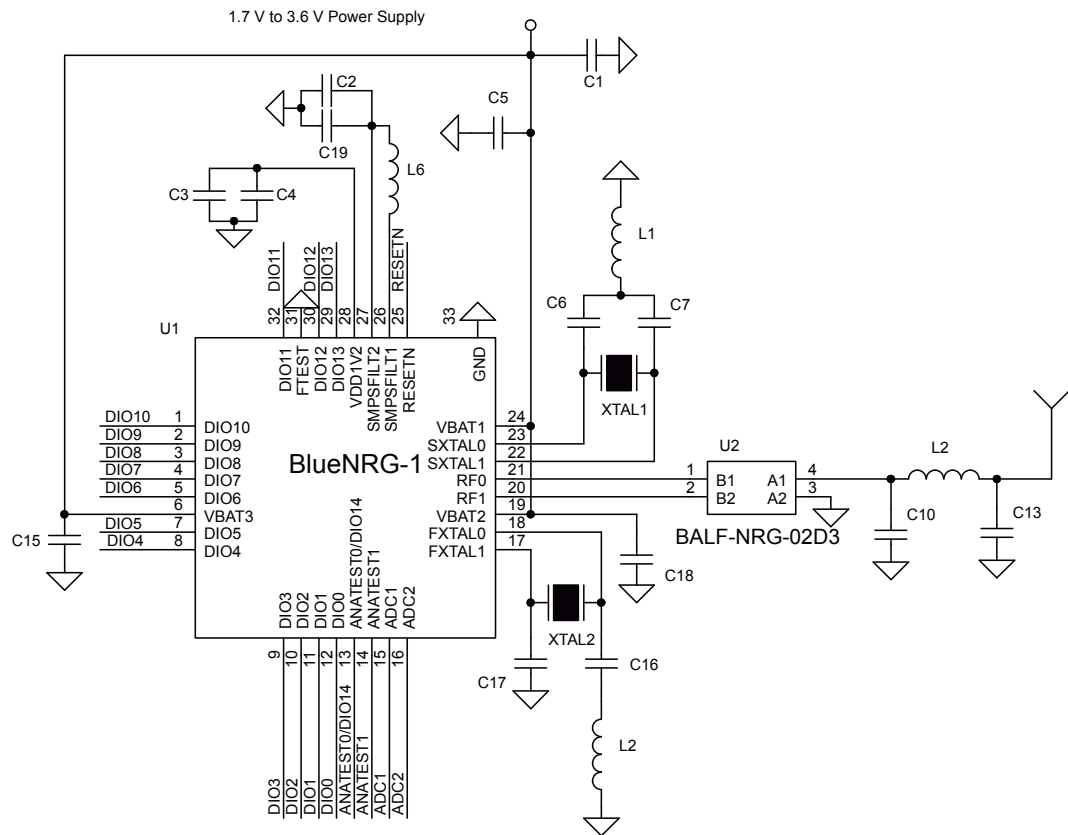 1.7 V to 3.6 V Power Supply
C1
C2
C5
C19
L6
C3
C4
L1
DIO11
DIO12
DIO13
RESETN
C6
C7
U1
32
31
30
29
28
27
26
25
33
DIO11
FTEST
DIO12
DIO13
VDD1V2
SMPSFILT2
SMPSFILT1
RESETN
GND
XTAL1
BlueNRG-1
DIO10 1 DIO10
DIO9 2 DIO9
DIO8 3 DIO8
DIO7 4 DIO7
DIO6 5 DIO6
6 VBAT3
DIO5 7 DIO5
DIO4 8 DIO4
C15
VBAT1 24
SXTAL0 23
SXTAL1 22
RF0 21
RF1 20
VBAT2 19
FXTAL0 18
FXTAL1 17
U2
1 B1 A1 4
2 B2 A2 3
BALF-NRG-02D3
L2
C10
C13
C18
XTAL2
C17
C16
L2
DIO3
DIO2
DIO1
DIO0
ANATEST0/DIO14
ANATEST1
ADC1
ADC2
9
10
11
12
13
14
15
16
DIO3
DIO2
DIO1
DIO0
ANATEST0/DIO14
ANATEST1
ADC1
ADC2